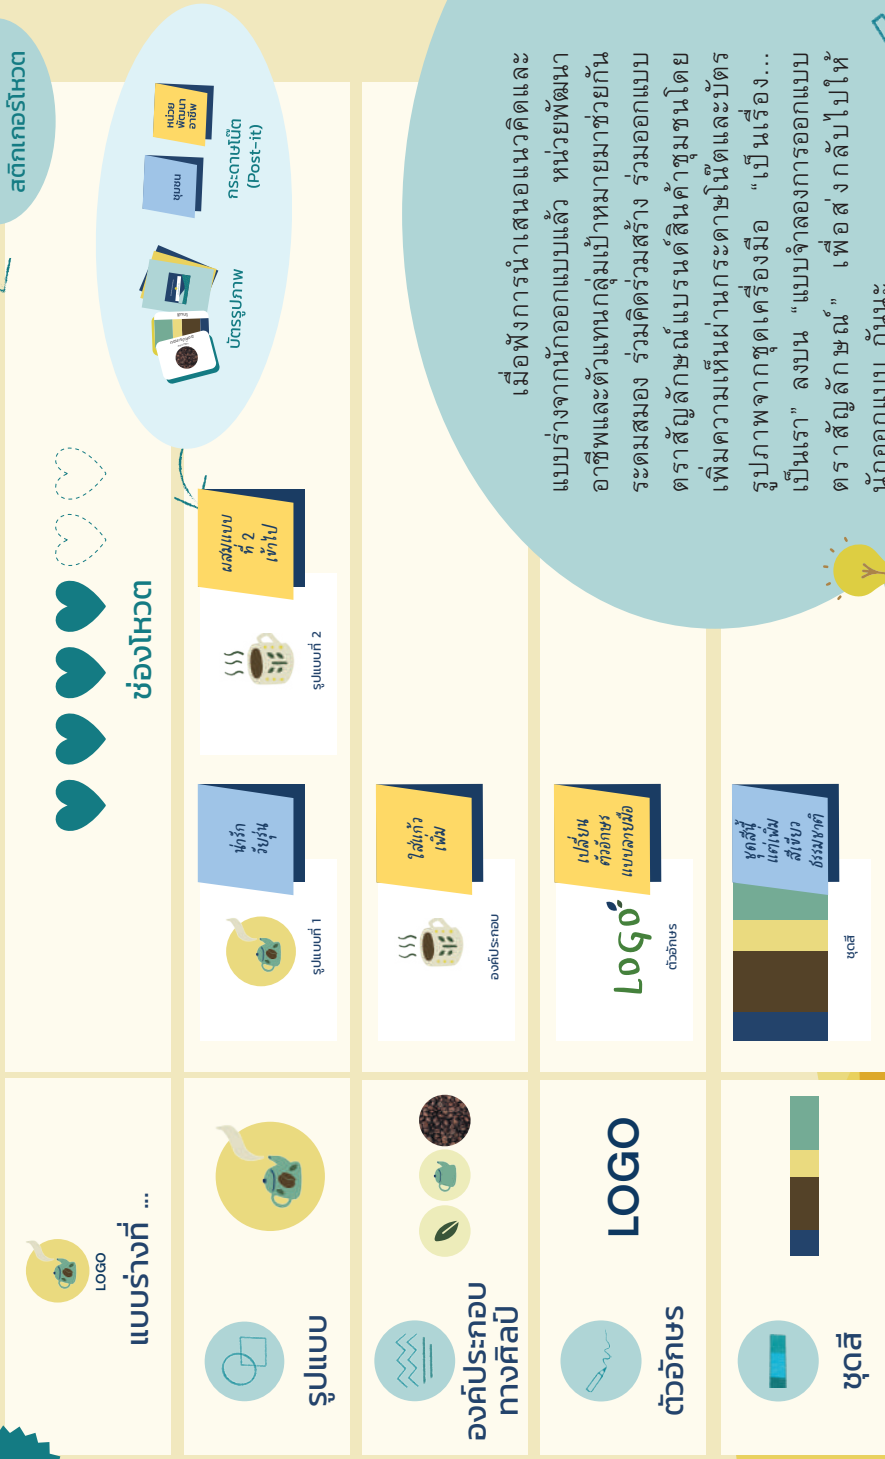 สติกเกอร์โหวต
หน่วย
พัฒนา
อาชีพ
ชุมชน
กระดาษโน๊ต
(Post-it)
บัตรรูปภาพ
LOGO
แบบร่างที่ ...
ช่องโหวต
รูปแบบ
รูปแบบที่ 1
น่ารัก
วัยรุ่น
รูปแบบที่ 2
ผสมแบบ
ที่ 2
เข้าไป
องค์ประกอบ
ทางศิลป์
องค์ประกอบ
ใส่แก้ว
เพิ่ม
ตัวอักษร
LOGO
LOGO
ตัวอักษร
เปลี่ยน
ตัวอักษร
แบบลายมือ
ชุดสี
ชุดสี
ชุดสีนี้
แต่เพิ่ม
สีเขียว
ธรรมชาติ
เมื่อฟังการนำเสนอแนวคิดและ
แบบร่างจากนักออกแบบแล้ว หน่วยพัฒนา
อาชีพและตัวแทนกลุ่มเป้าหมายมาช่วยกัน
ระดมสมอง ร่วมคิดร่วมสร้าง ร่วมออกแบบ
ตราสัญลักษณ์แบรนด์สินค้าชุมชนโดย
เพิ่มความเห็นผ่านกระดาษโน๊ตและบัตร
รูปภาพจากชุดเครื่องมือ “เป็นเรื่อง...
เป็นเรา” ลงบน “แบบจำลองการออกแบบ
ตราสัญลักษณ์” เพื่อส่งกลับไปให้
นักออกแบบ กันนะ